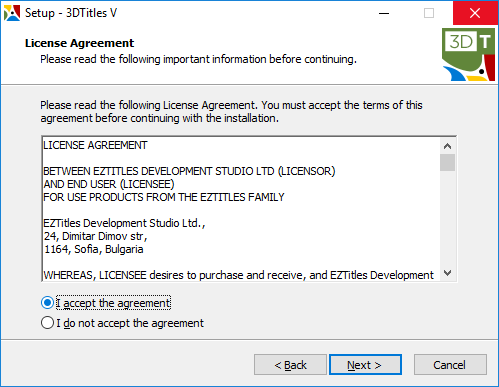 Setup - 3DTitles V
License Agreement
Please read the following important information before continuing.
3D T
Please read the following License Agreement. You must accept the terms of this
agreement before continuing with the installation.
LICENSE AGREEMENT
BETWEEN EZTITLES DEVELOPMENT STUDIO LTD (LICENSOR)
AND END USER (LICENSEE)
FOR USE PRODUCTS FROM THE EZTITLES FAMILY
EZTitles Development Studio Ltd.,
24, Dimitar Dimov str,
1164, Sofia, Bulgaria
WHEREAS, LICENSEE desires to purchase and receive, and EZTitles Development
I accept the agreement
I do not accept the agreement
< Back
Next >
Cancel